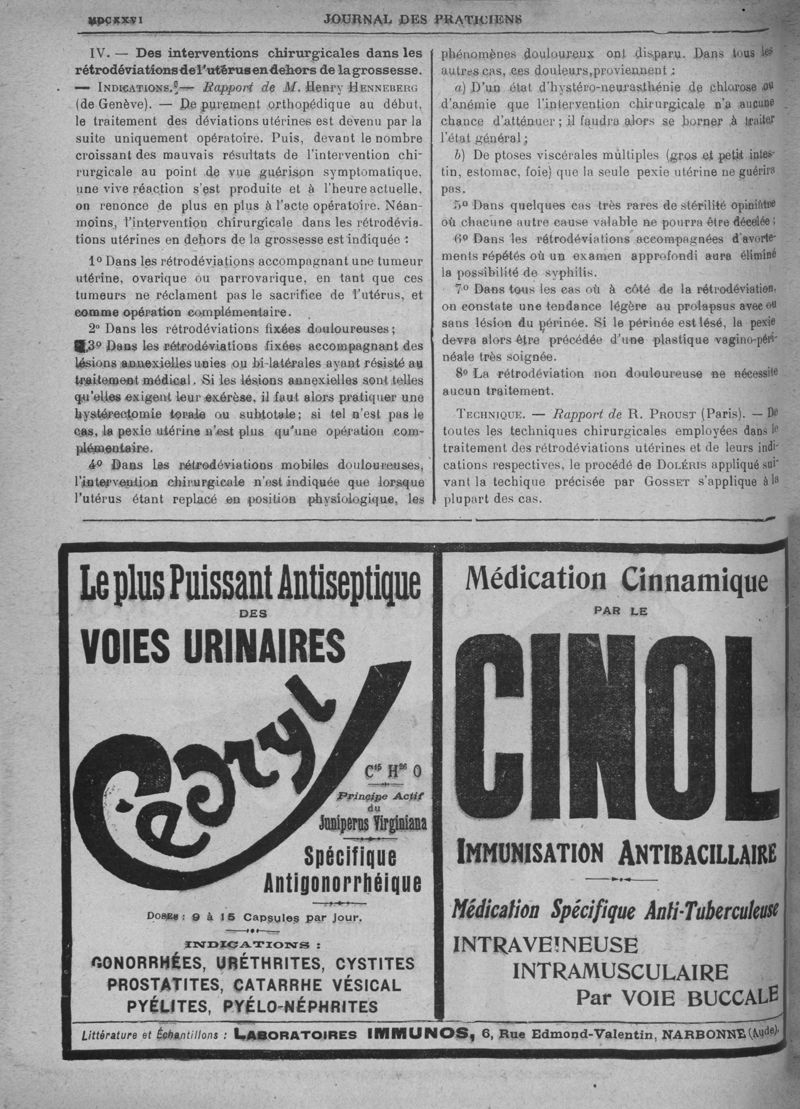 MDCXXVI JOURNAL DES PRATICIENS
IV. — Des interventions chirurgicales dans les
rétrodéviations de l'utérus en dehors de la grossesse.
— INDICATIONS. — Rapport de M. Henry HENNEBERG
(de Genève). — De purement orthopédique au début,
le traitement des déviations utérines est devenu par la
suite uniquement opératoire. Puis, devant le nombre
croissant des mauvais résultats de l'intervention chi-
rurgicale au point de vue guérison symptomatique,
une vive réaction s'est produite et à l'heure actuelle,
on renonce de plus en plus à l'acte opératoire. Néan-
moins, l'intervention chirurgicale dans les rétrodévia-
tions utérines en dehors de la grossesse est indiquée :
1º Dans les rétrodéviations accompagnant une tumeur
utérine, ovarique ou parrovarique, en tant que ces
tumeurs ne réclament pas le sacrifice de l'utérus, et
comme opération complémentaire.
2º Dans les rétrodéviations fixées douloureuses ;
3º Dans les rétrodéviations fixées accompagnant des
lésions annexielles unies ou bi-latérales ayant résisté au
traitement médical. Si les lésions annexielles sont telles
qu'elles exigent leur exérèse, il faut alors pratiquer une
hystérectomie torale ou subtotale ; si tel n'est pas le
cas, la pexie utérine n'est plus qu'une opération com-
plémentaire.
4º Dans les rétrodéviations mobiles douloureuses,
l'intervention chirurgicale n'est indiquée que lorsque
l'utérus étant replacé en position physiologique, les
phénomènes douloureux ont disparu. Dans tous les
autres cas, ces douleurs, proviennent :
a) D'un état d'hystéro-neurasthénie de chlorose ou
d'anémie que l'intervention chirurgicale n'a aucune
chance d'atténuer ; il faudra alors se borner à traiter
l'état général ;
b) De ptoses viscérales multiples (gros et petit intes-
tin, estomac, foie) que la seule pexie utérine ne guérira
pas.
5º Dans quelques cas très rares de stérilité opiniâtre
où chacune autre cause valable ne pourra être décelée ;
6º Dans les rétrodéviations accompagnées d'avorte-
ments répétés où un examen approfondi aura éliminé
la possibilité de syphilis.
7º Dans tous les cas où à côté de la rétrodéviation,
on constate une tendance légère au prolapsus avec ou
sans lésion du périnée. Si le périnée est lésé, la pexie
devra alors être précédée d'une plastique vagino-péri-
néale très soignée.
8º La rétrodéviation non douloureuse ne nécessite
aucun traitement.
TECHNIQUE. — Rapport de R. PROUST (Paris). — De
toutes les techniques chirurgicales employées dans le
traitement des rétrodéviations utérines et de leurs indi-
cations respectives, le procédé de DOLÉRIS appliqué sui-
vant la techique précisée par GOSSET s'applique à la
plupart des cas.
Le plus Puissant Antiseptique
DES
VOIES URINAIRES
Cedryl
C¹⁵ H²⁶ O
Principe Actif
du
Juniperus Virginiana
Spécifique
Antigonorrhéique
DOSES : 9 à 15 Capsules par Jour.
INDICATIONS :
GONORRHÉES, URÉTHRITES, CYSTITES
PROSTATITES, CATARRHE VÉSICAL
PYÉLITES, PYÉLO-NÉPHRITES
Médication Cinnamique
PAR LE
CINOL
IMMUNISATION ANTIBACILLAIRE
Médication Spécifique Anti-Tuberculeuse
INTRAVEINEUSE
INTRAMUSCULAIRE
Par VOIE BUCCALE
Littérature et Échantillons : LABORATOIRES IMMUNOS, 6, Rue Edmond-Valentin, NARBONNE (Aude).